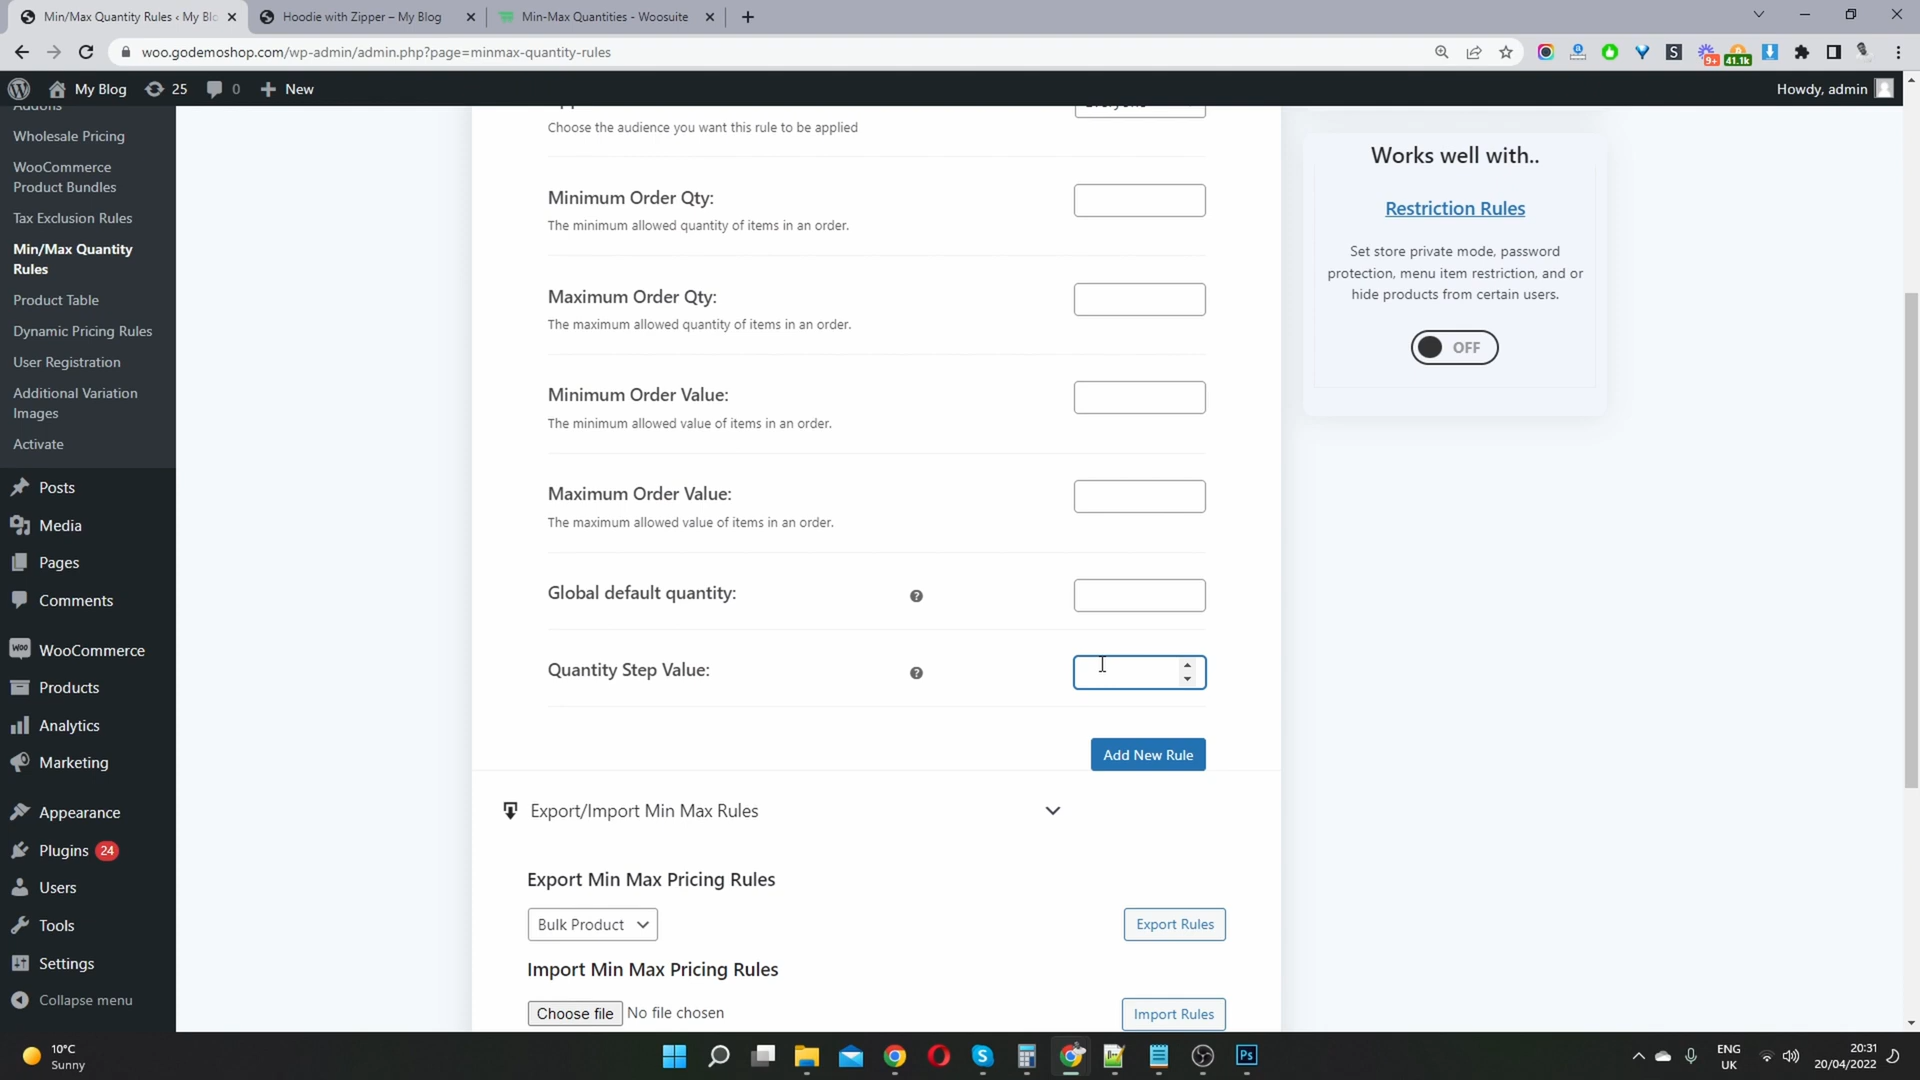 Min/Max Quantity Rules ‹ My Bl
Hoodie with Zipper – My Blog
Min-Max Quantities - Woosuite
woo.godemoshop.com/wp-admin/admin.php?page=minmax-quantity-rules
9+
41.1k
My Blog
25
0
New
Howdy, admin
Addons
Wholesale Pricing
WooCommerce
Product Bundles
Tax Exclusion Rules
Min/Max Quantity
Rules
Product Table
Dynamic Pricing Rules
User Registration
Additional Variation
Images
Activate
Posts
Media
Pages
Comments
WooCommerce
Products
Analytics
Marketing
Appearance
Plugins 24
Users
Tools
Settings
Collapse menu
Everyone
Choose the audience you want this rule to be applied
Minimum Order Qty:
The minimum allowed quantity of items in an order.
Maximum Order Qty:
The maximum allowed quantity of items in an order.
Minimum Order Value:
The minimum allowed value of items in an order.
Maximum Order Value:
The maximum allowed value of items in an order.
Global default quantity:
?
Quantity Step Value:
?
Add New Rule
Export/Import Min Max Rules
Export Min Max Pricing Rules
Bulk Product
Export Rules
Import Min Max Pricing Rules
Choose file No file chosen
Import Rules
Works well with..
Restriction Rules
Set store private mode, password
protection, menu item restriction, and or
hide products from certain users.
OFF
10°C
Sunny
Ps
ENG
UK
20:31
20/04/2022